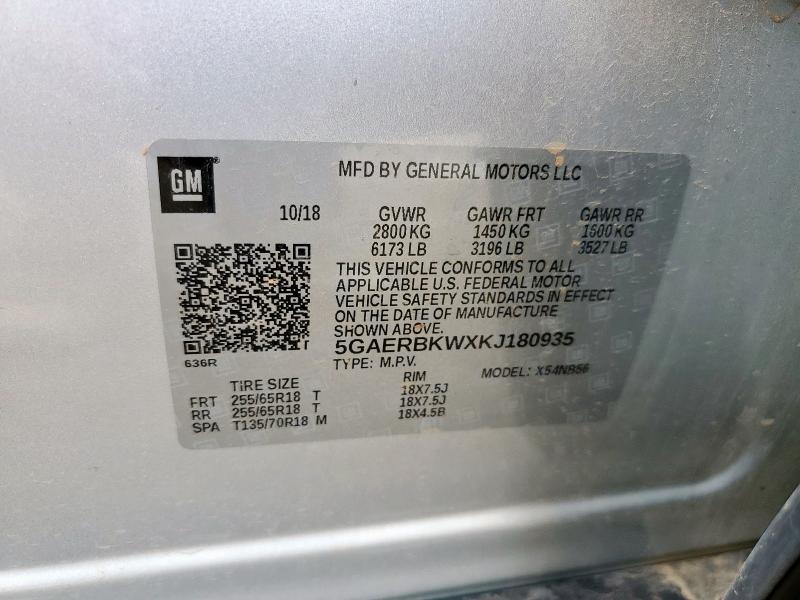 GM
MFD BY GENERAL MOTORS LLC
10/18 GVWR GAWR FRT GAWR RR
2800 KG 1450 KG 1600 KG
6173 LB 3196 LB 3527 LB
THIS VEHICLE CONFORMS TO ALL
APPLICABLE U.S. FEDERAL MOTOR
VEHICLE SAFETY STANDARDS IN EFFECT
ON THE DATE OF MANUFACTURE
SHOWN ABOVE.
636R
5GAERBKWXKJ180935
TYPE: M.P.V. MODEL: X54NB56
TIRE SIZE RIM
FRT 255/65R18 T 18X7.5J
RR 255/65R18 T 18X7.5J
SPA T135/70R18 M 18X4.5B